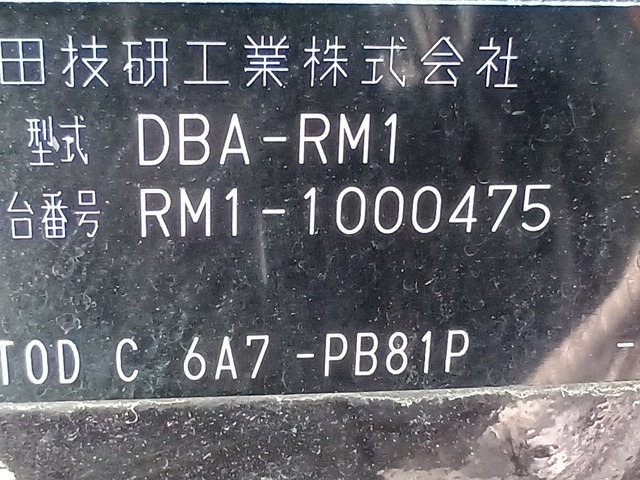 田技研工業株式会社
型式 DBA-RM1
台番号 RM1-1000475
TOD C 6A7 -PB81P -